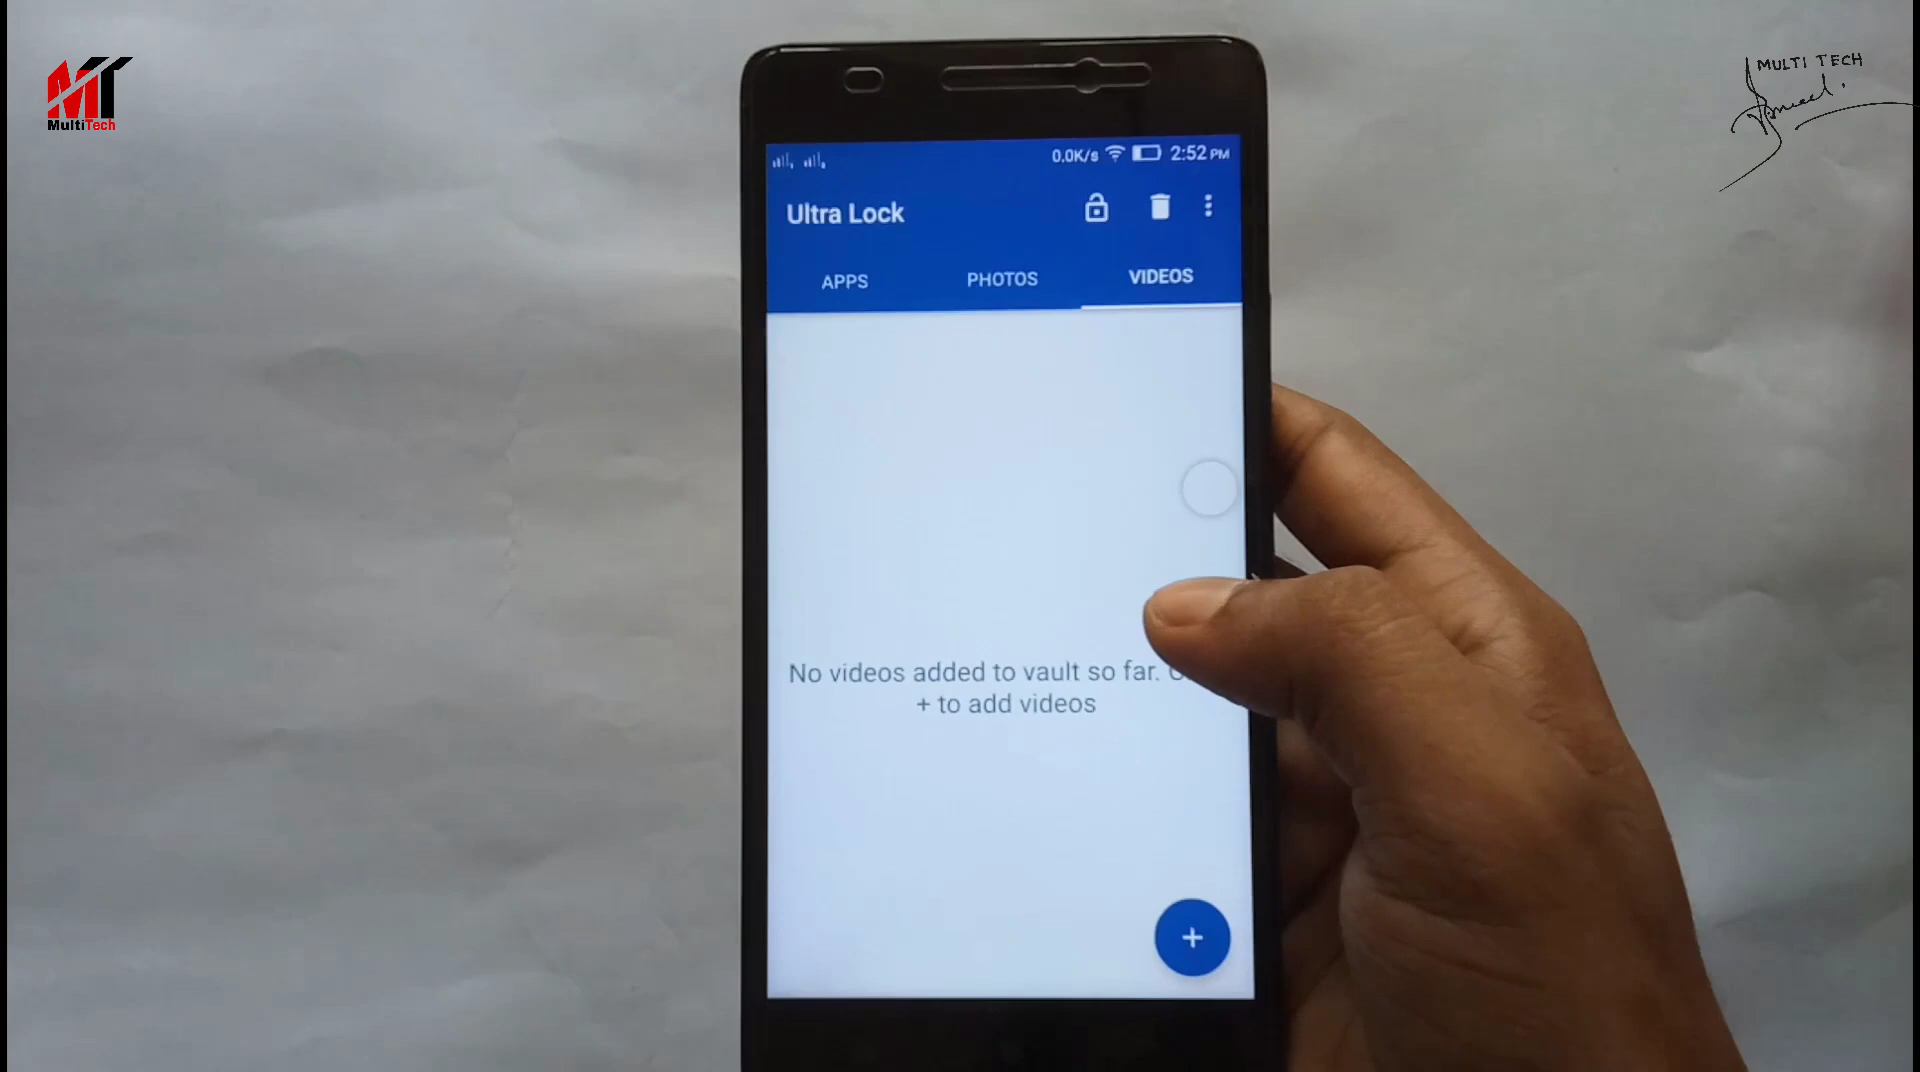 MultiTech
MULTI TECH
0.0K/s 2:52 PM
Ultra Lock
APPS PHOTOS VIDEOS
No videos added to vault so far.
+ to add videos
+